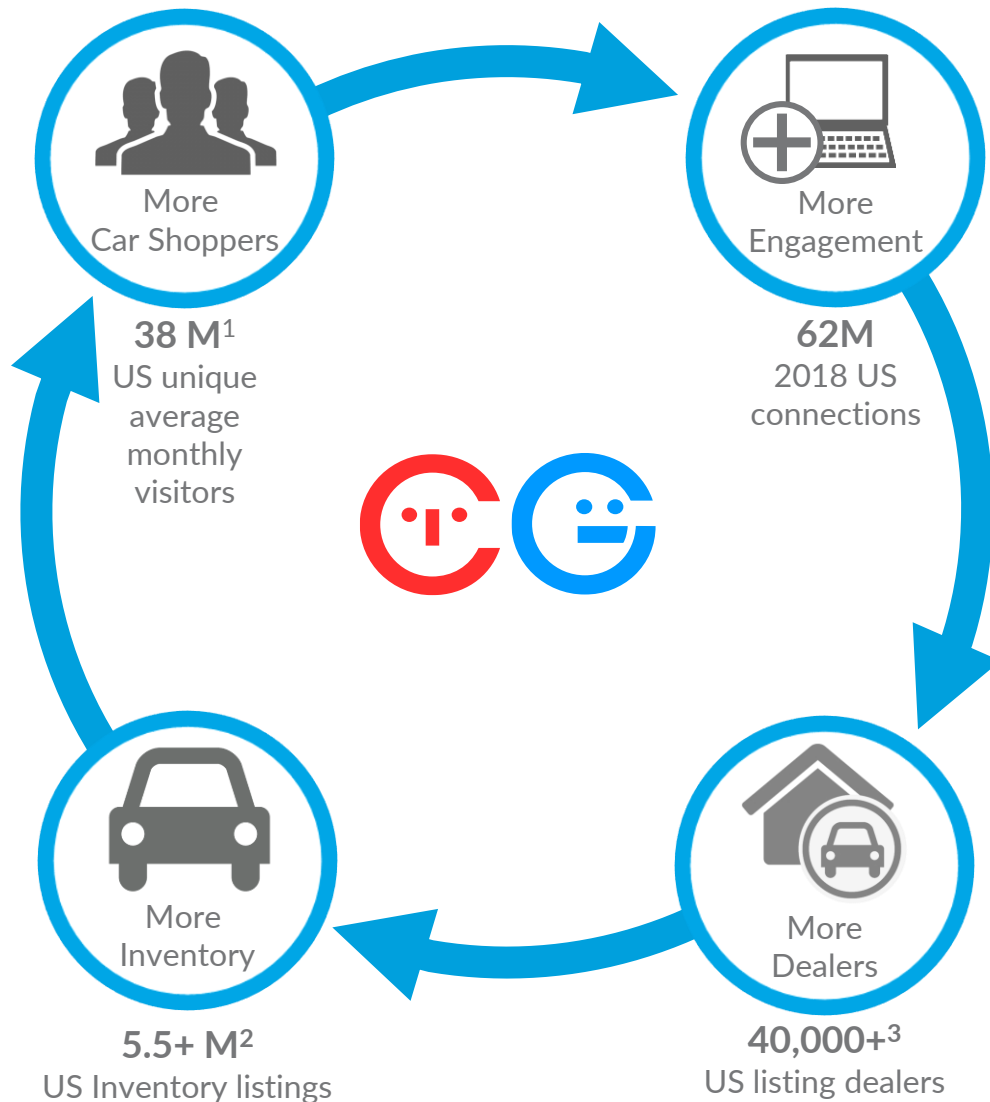 More
Car Shoppers
38 M¹
US unique
average
monthly
visitors
More
Engagement
62M
2018 US
connections
CG
More
Inventory
5.5+ M²
US Inventory listings
More
Dealers
40,000+³
US listing dealers